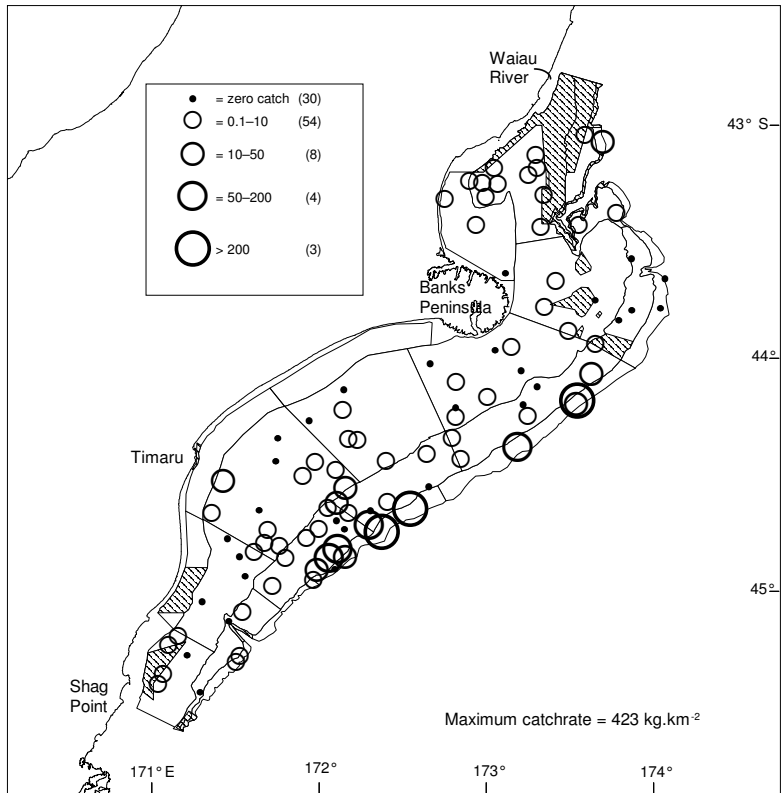 Waiau
River
= zero catch (30)
= 0.1–10 (54)
= 10–50 (8)
= 50–200 (4)
> 200 (3)
43° S
Banks
Peninsula
44°
Timaru
45°
Shag
Point
Maximum catchrate = 423 kg.km-2
171° E
172°
173°
174°